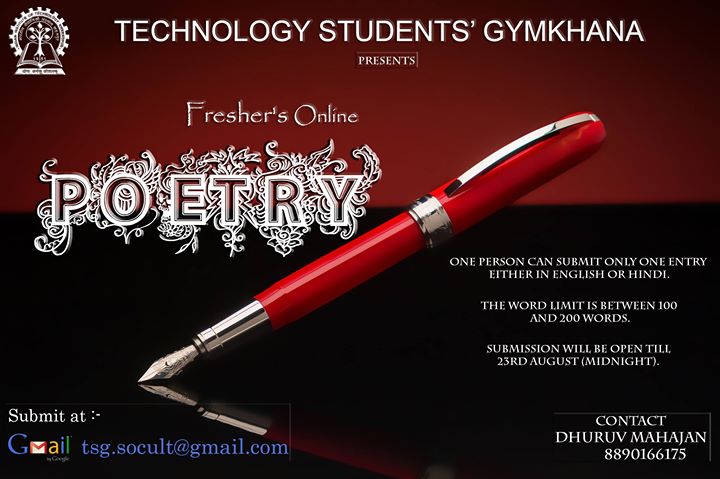 TECHNOLOGY STUDENTS' GYMKHANA
PRESENTS
Fresher's Online
POETRY
ONE PERSON CAN SUBMIT ONLY ONE ENTRY
EITHER IN ENGLISH OR HINDI.
THE WORD LIMIT IS BETWEEN 100
AND 200 WORDS.
SUBMISSION WILL BE OPEN TILL
23RD AUGUST (MIDNIGHT).
Submit at :-
Gmail
by Google
tsg.socult@gmail.com
CONTACT
DHURUV MAHAJAN
8890166175